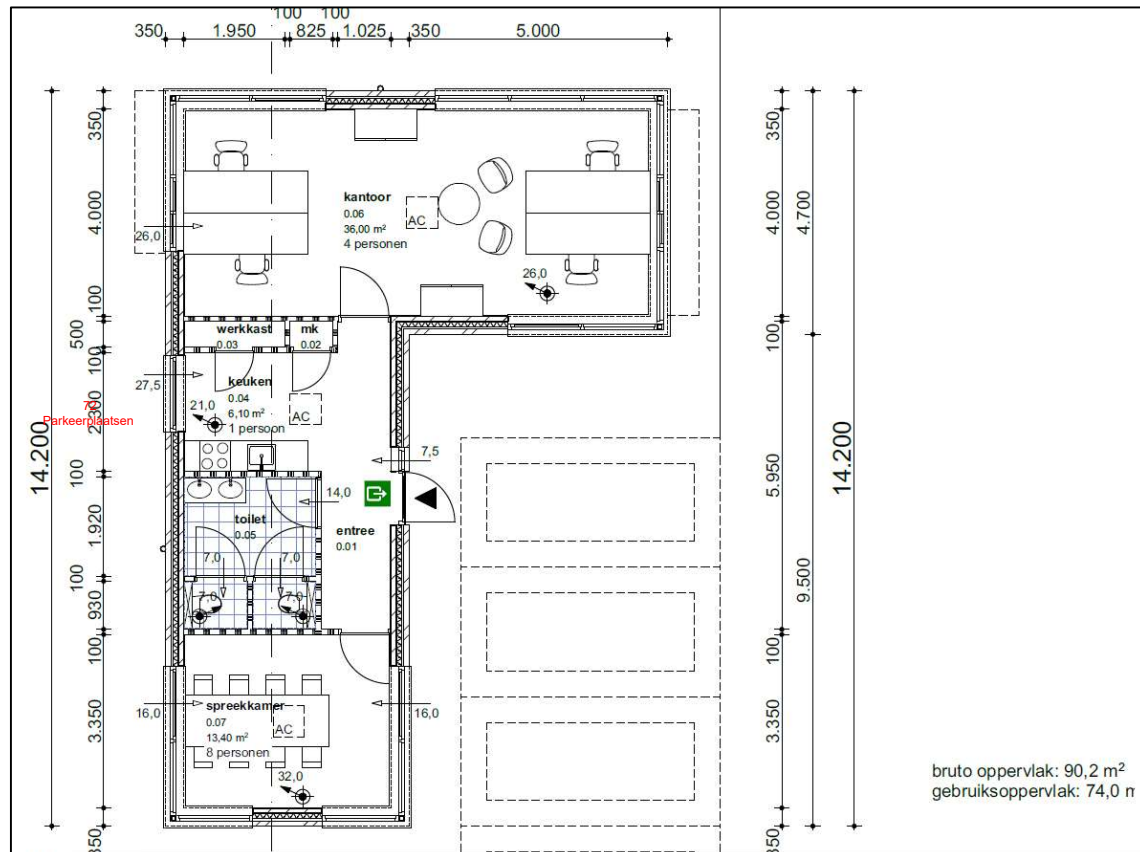 100 100
350 1.950 825 1.025 350 5.000
350
4.000
100
500
100
2.390
100
1.920
100
930
100
3.350
350
14.200
kantoor
0.06
36,00 m²
4 personen
AC
26,0
26,0
werkkast
0.03
mk
0.02
27,5
keuken
0.04
6,10 m²
1 persoon
21,0
AC
Parkeerplaatsen
7,5
14,0
toilet
0.05
entree
0.01
7,0
7,0
7,0
7,0
16,0
16,0
spreekkamer
0.07
13,40 m²
8 personen
AC
32,0
350
4.000
100
5.950
100
3.350
350
4.700
9.500
14.200
bruto oppervlak: 90,2 m²
gebruiksoppervlak: 74,0 m